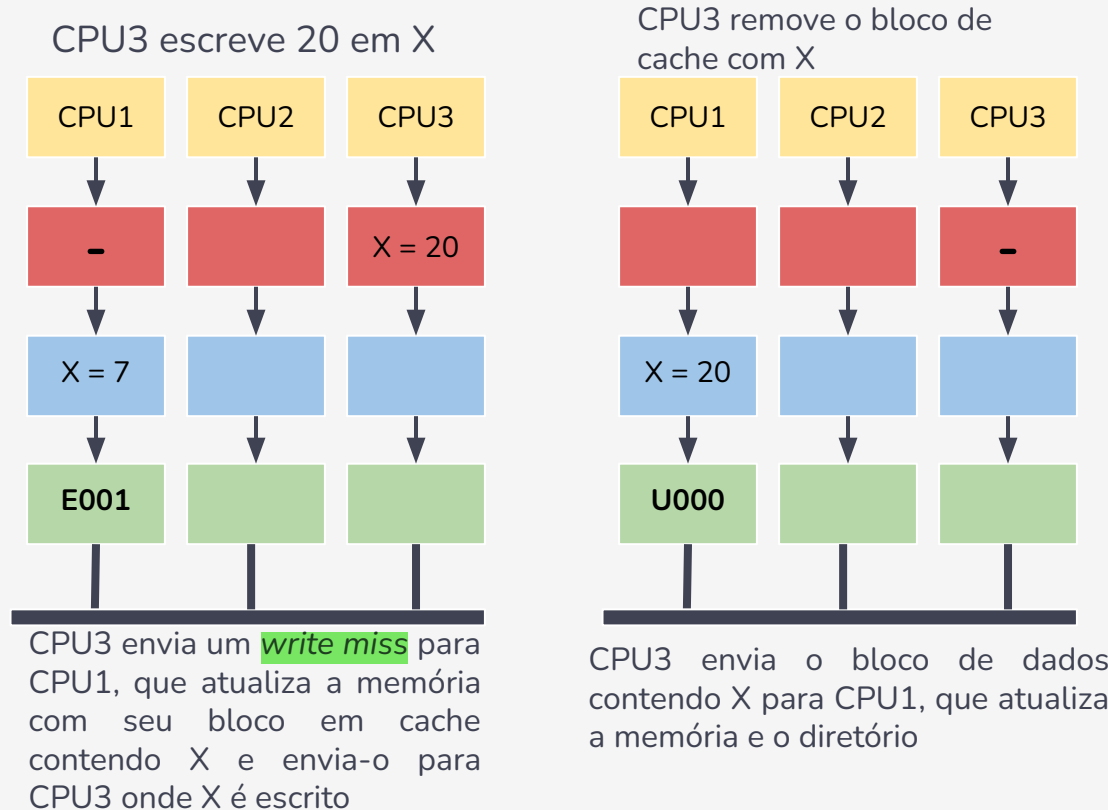 CPU3 escreve 20 em X
CPU1 CPU2 CPU3
- X = 20
X = 7
E001
CPU3 envia um write miss para
CPU1, que atualiza a memória
com seu bloco em cache
contendo X e envia-o para
CPU3 onde X é escrito
CPU3 remove o bloco de
cache com X
CPU1 CPU2 CPU3
-
X = 20
U000
CPU3 envia o bloco de dados
contendo X para CPU1, que atualiza
a memória e o diretório